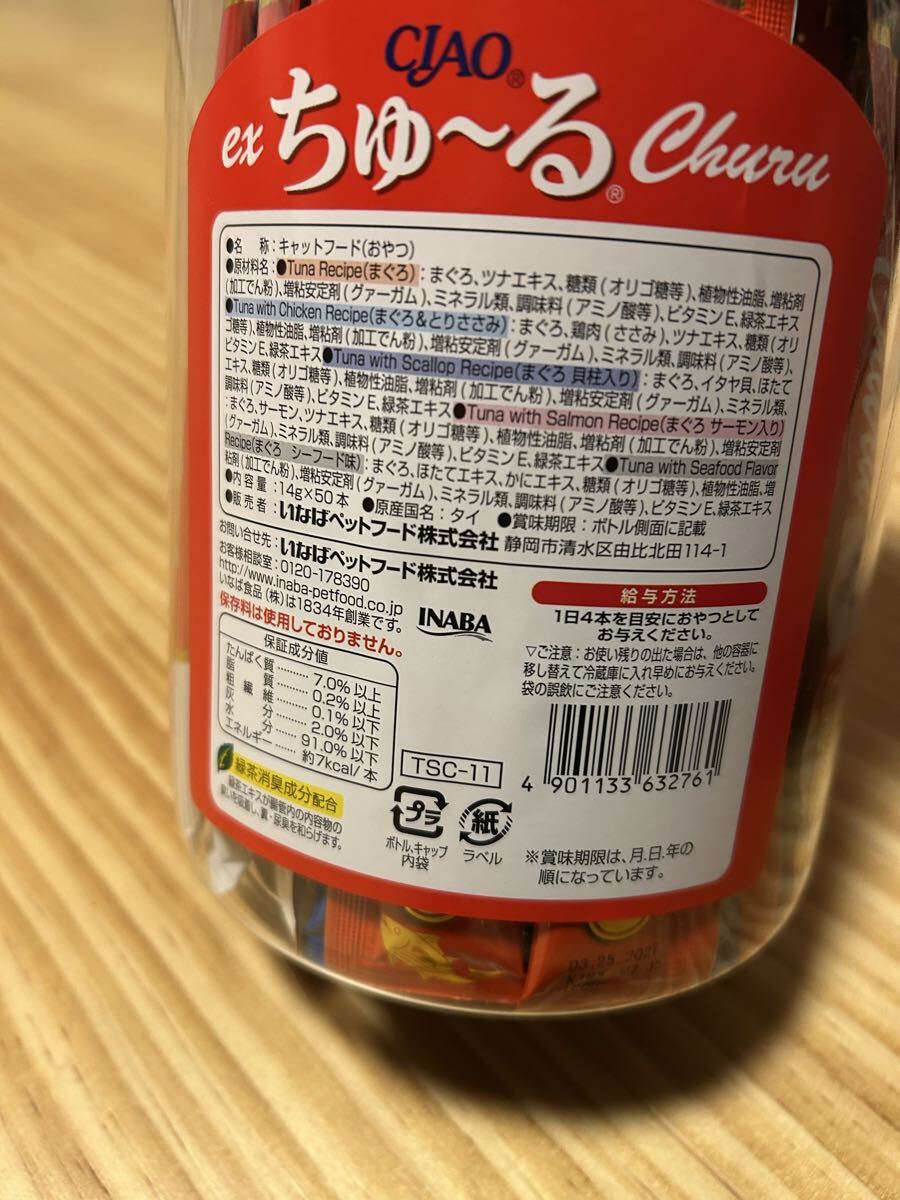 CIAO®
ex ちゅ〜る® Churu
●名　称：キャットフード(おやつ)
●原材料名：●Tuna Recipe(まぐろ)：まぐろ、ツナエキス、糖類(オリゴ糖等)、植物性油脂、増粘剤
(加工でん粉)、増粘安定剤(グァーガム)、ミネラル類、調味料(アミノ酸等)、ビタミンE、緑茶エキス
●Tuna with Chicken Recipe(まぐろ&とりささみ)：まぐろ、鶏肉(ささみ)、ツナエキス、糖類(オリ
ゴ糖等)、植物性油脂、増粘剤(加工でん粉)、増粘安定剤(グァーガム)、ミネラル類、調味料(アミノ酸等)、
ビタミンE、緑茶エキス●Tuna with Scallop Recipe(まぐろ 貝柱入り)：まぐろ、イタヤ貝、ほたて
エキス、糖類(オリゴ糖等)、植物性油脂、増粘剤(加工でん粉)、増粘安定剤(グァーガム)、ミネラル類、
調味料(アミノ酸等)、ビタミンE、緑茶エキス●Tuna with Salmon Recipe(まぐろ サーモン入り)
：まぐろ、サーモン、ツナエキス、糖類(オリゴ糖等)、植物性油脂、増粘剤(加工でん粉)、増粘安定剤
(グァーガム)、ミネラル類、調味料(アミノ酸等)、ビタミンE、緑茶エキス●Tuna with Seafood Flavor
Recipe(まぐろ　シーフード味)：まぐろ、ほたてエキス、かにエキス、糖類(オリゴ糖等)、植物性油脂、増
粘剤(加工でん粉)、増粘安定剤(グァーガム)、ミネラル類、調味料(アミノ酸等)、ビタミンE、緑茶エキス
●内容量：14g×50本　●原産国名：タイ　●賞味期限：ボトル側面に記載
●販売者：いなばペットフード株式会社 静岡市清水区由比北田114-1
お問い合せ先：いなばペットフード株式会社
お客様相談室：0120-178390
http://www.inaba-petfood.co.jp
いなば食品(株)は1834年創業です。
INABA
保存料は使用しておりません。
給与方法
1日4本を目安におやつとして
お与えください。
▽ご注意：お使い残りの出た場合は、他の容器に
移し替えて冷蔵庫に入れ早めにお与えください。
袋の誤飲にご注意ください。
保証成分値
たんぱく質………7.0%以上
脂　質………0.2%以上
粗繊維………0.1%以下
灰　分………2.0%以下
水　分………91.0%以下
エネルギー……約7kcal/本
TSC-11
4 901133 632761
緑茶消臭成分配合
緑茶エキスが腸管内の内容物の
臭いを吸着し、糞・尿臭を和らげます。
プラ
ボトル、キャップ
内袋
紙
ラベル
※賞味期限は、月.日.年の
順になっています。
03.25.2021